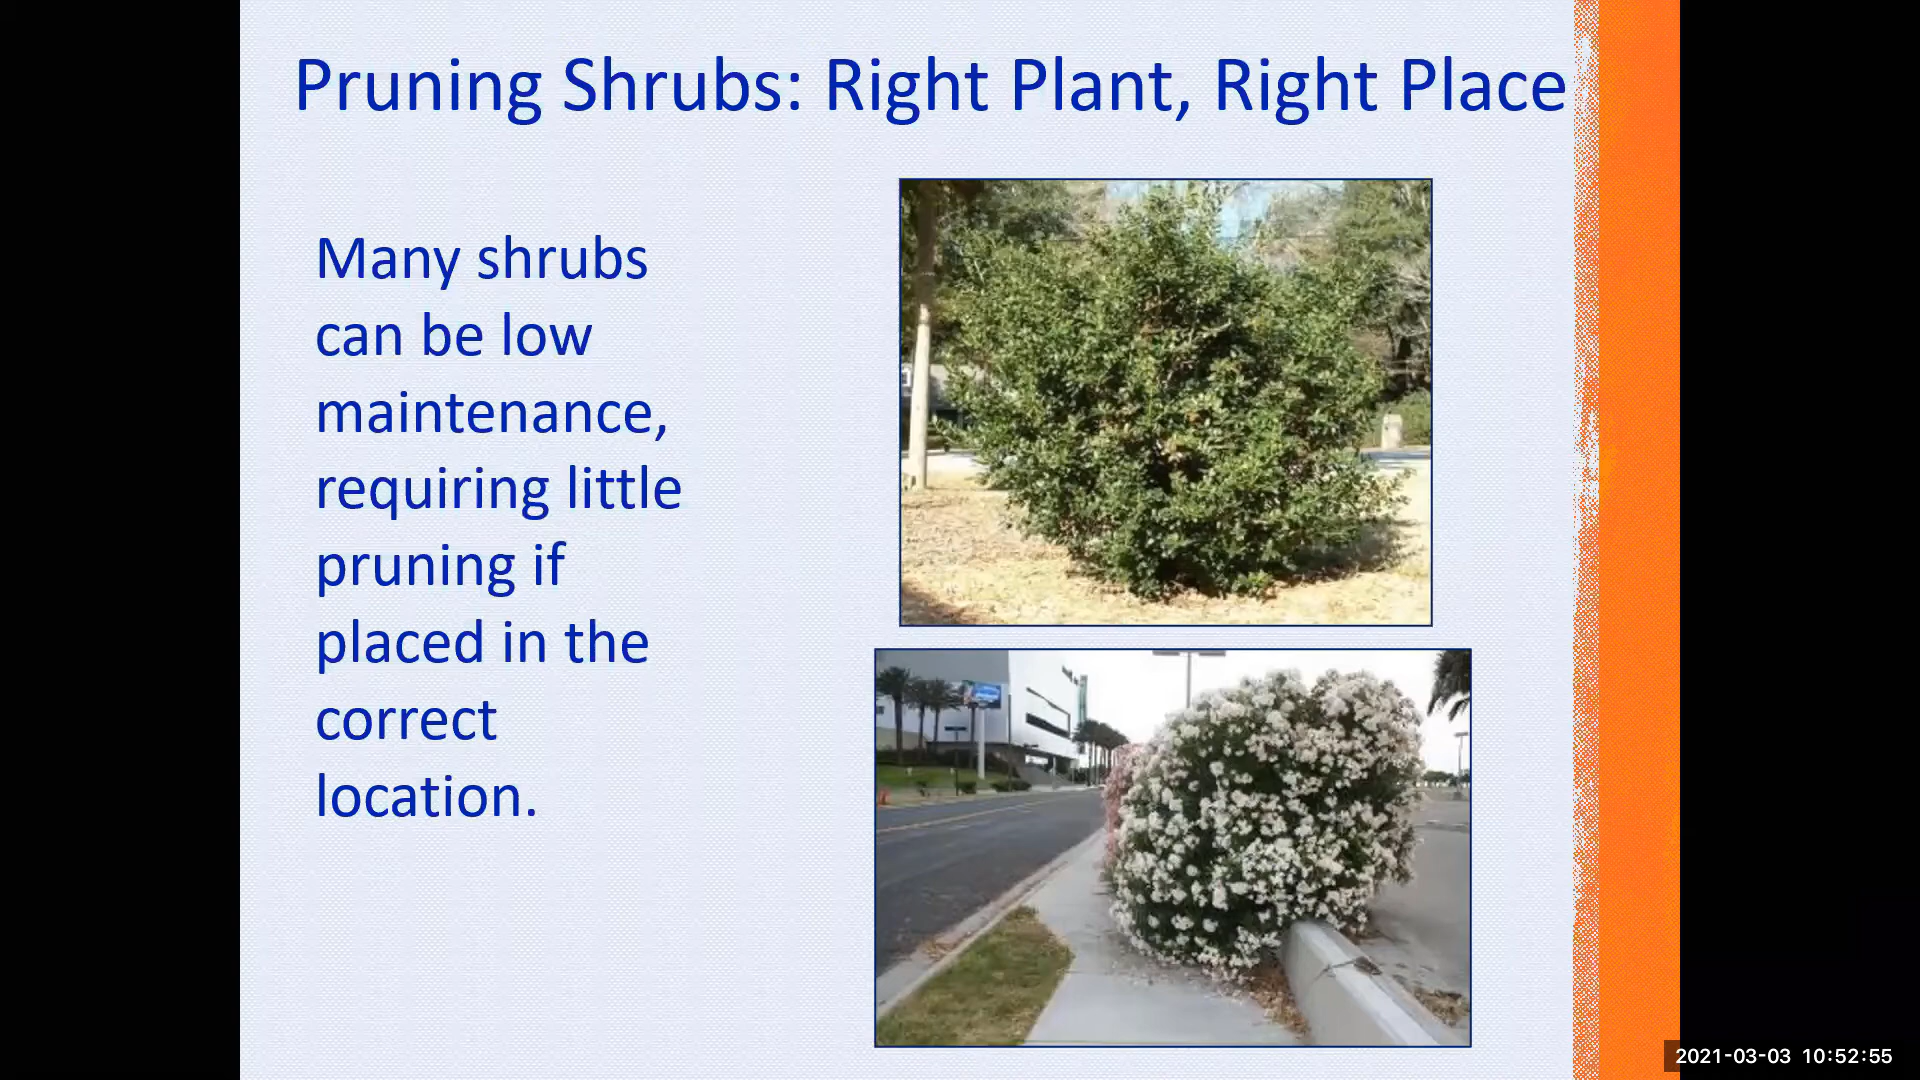 Pruning Shrubs: Right Plant, Right Place
Many shrubs
can be low
maintenance,
requiring little
pruning if
placed in the
correct
location.
2021-03-03 10:52:55